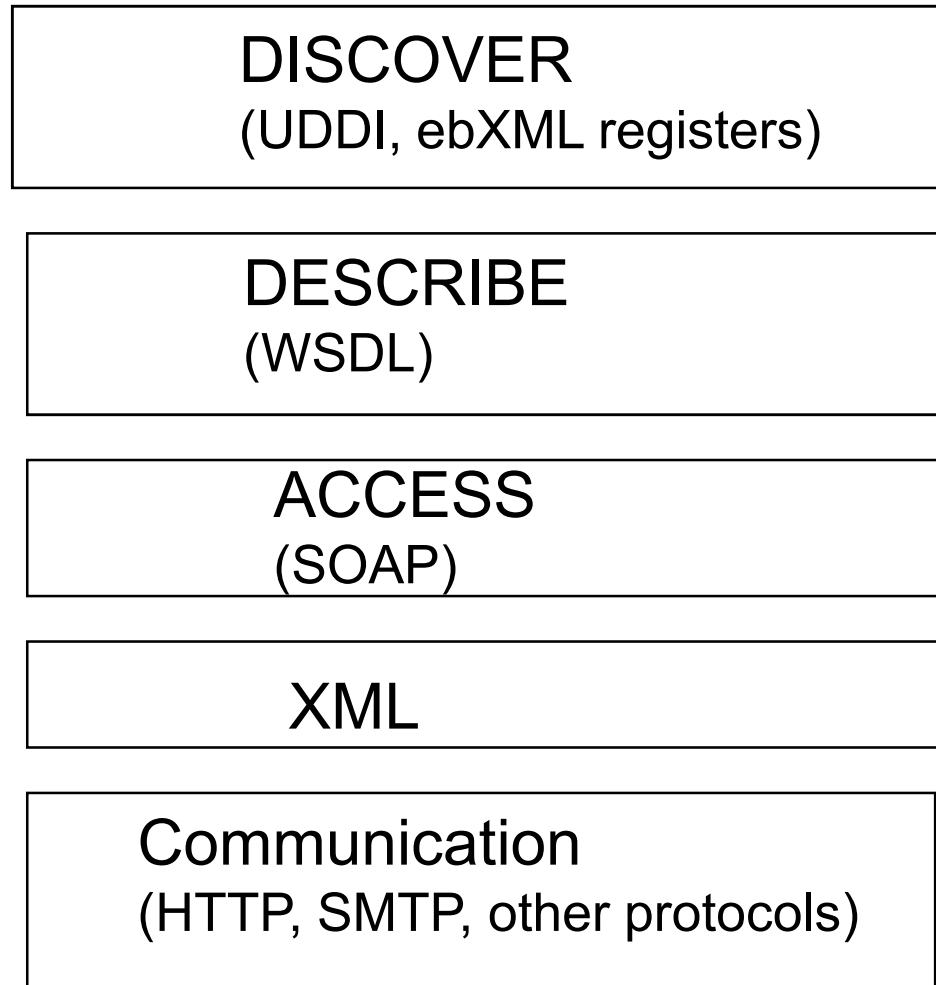 DISCOVER
(UDDI, ebXML registers)
DESCRIBE
(WSDL)
ACCESS
(SOAP)
XML
Communication
(HTTP, SMTP, other protocols)